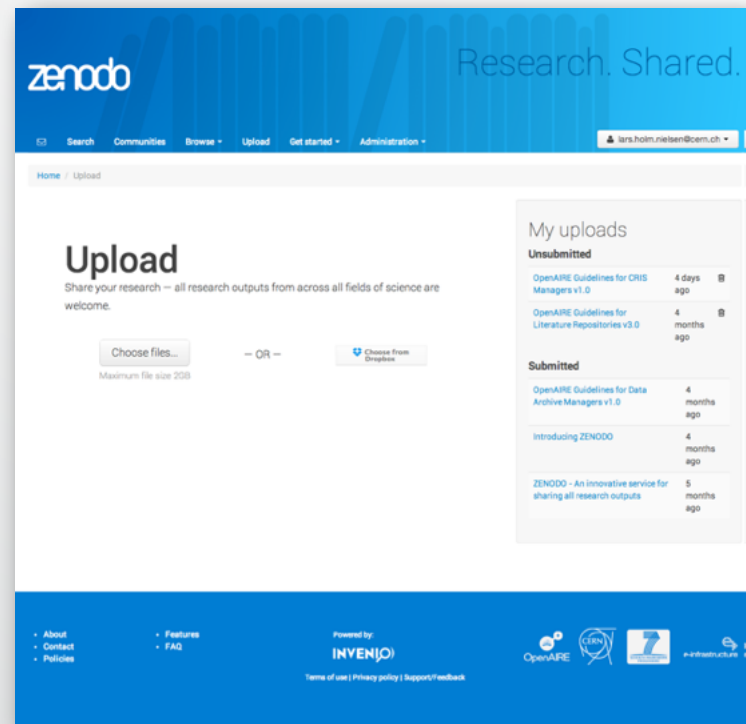 zenodo
Research. Shared.
Search Communities Browse Upload Get started Administration
lars.holm.nielsen@cern.ch
Home / Upload
Upload
Share your research — all research outputs from across all fields of science are
welcome.
Choose files...
— OR —
Choose from
Dropbox
Maximum file size 2GB
My uploads
Unsubmitted
OpenAIRE Guidelines for CRIS
Managers v1.0
4 days
ago
OpenAIRE Guidelines for
Literature Repositories v3.0
4
months
ago
Submitted
OpenAIRE Guidelines for Data
Archive Managers v1.0
4
months
ago
Introducing ZENODO
4
months
ago
ZENODO - An innovative service for
sharing all research outputs
5
months
ago
About
Contact
Policies
Features
FAQ
Powered by:
INVENIO
Terms of use | Privacy policy | Support/Feedback
OpenAIRE
CERN
7
e-infrastructure